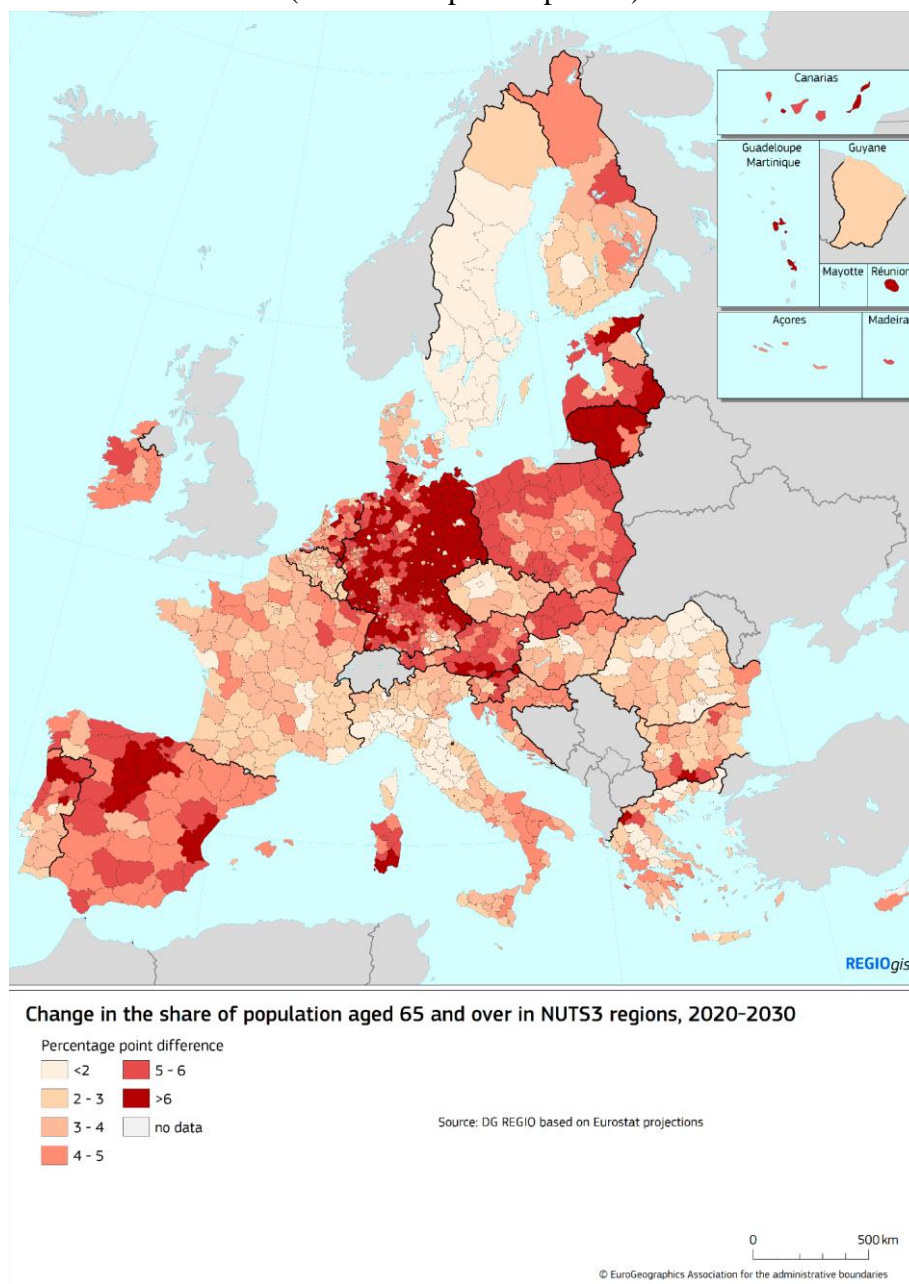 Canarias
Guadeloupe
Martinique
Guyane
Mayotte
Réunion
Açores
Madeira
REGIOgis
Change in the share of population aged 65 and over in NUTS3 regions, 2020-2030
Percentage point difference
<2
2 - 3
3 - 4
4 - 5
5 - 6
>6
no data
Source: DG REGIO based on Eurostat projections
0 500 km
© EuroGeographics Association for the administrative boundaries